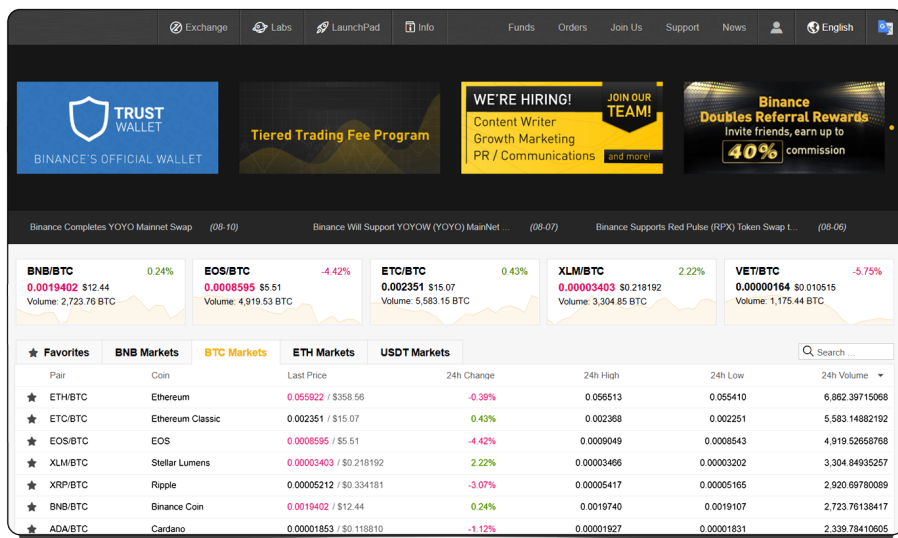 Exchange Labs LaunchPad Info Funds Orders Join Us Support News English
TRUST
WALLET
BINANCE'S OFFICIAL WALLET
Tiered Trading Fee Program
WE'RE HIRING!
Content Writer
Growth Marketing
PR / Communications
JOIN OUR
TEAM!
and more!
Binance
Doubles Referral Rewards
Invite friends, earn up to
40% commission
Binance Completes YOYO Mainnet Swap (08-10) Binance Will Support YOYOW (YOYO) MainNet ... (08-07) Binance Supports Red Pulse (RPX) Token Swap t... (08-06)
BNB/BTC 0.24%
0.0019402 $12.44
Volume: 2,723.76 BTC
EOS/BTC -4.42%
0.0008595 $5.51
Volume: 4,919.53 BTC
ETC/BTC 0.43%
0.002351 $15.07
Volume: 5,583.15 BTC
XLM/BTC 2.22%
0.00003403 $0.218192
Volume: 3,304.85 BTC
VET/BTC -5.75%
0.00000164 $0.010515
Volume: 1,175.44 BTC
Favorites BNB Markets BTC Markets ETH Markets USDT Markets Search ...
Pair Coin Last Price 24h Change 24h High 24h Low 24h Volume
ETH/BTC Ethereum 0.055922 / $358.56 -0.39% 0.056513 0.055410 6,862.39715068
ETC/BTC Ethereum Classic 0.002351 / $15.07 0.43% 0.002368 0.002251 5,583.14882192
EOS/BTC EOS 0.0008595 / $5.51 -4.42% 0.0009049 0.0008543 4,919.52658768
XLM/BTC Stellar Lumens 0.00003403 / $0.218192 2.22% 0.00003466 0.00003202 3,304.84935257
XRP/BTC Ripple 0.00005212 / $0.334181 -3.07% 0.00005417 0.00005165 2,920.69780089
BNB/BTC Binance Coin 0.0019402 / $12.44 0.24% 0.0019740 0.0019107 2,723.76138417
ADA/BTC Cardano 0.00001853 / $0.118810 -1.12% 0.00001927 0.00001831 2,339.78410605